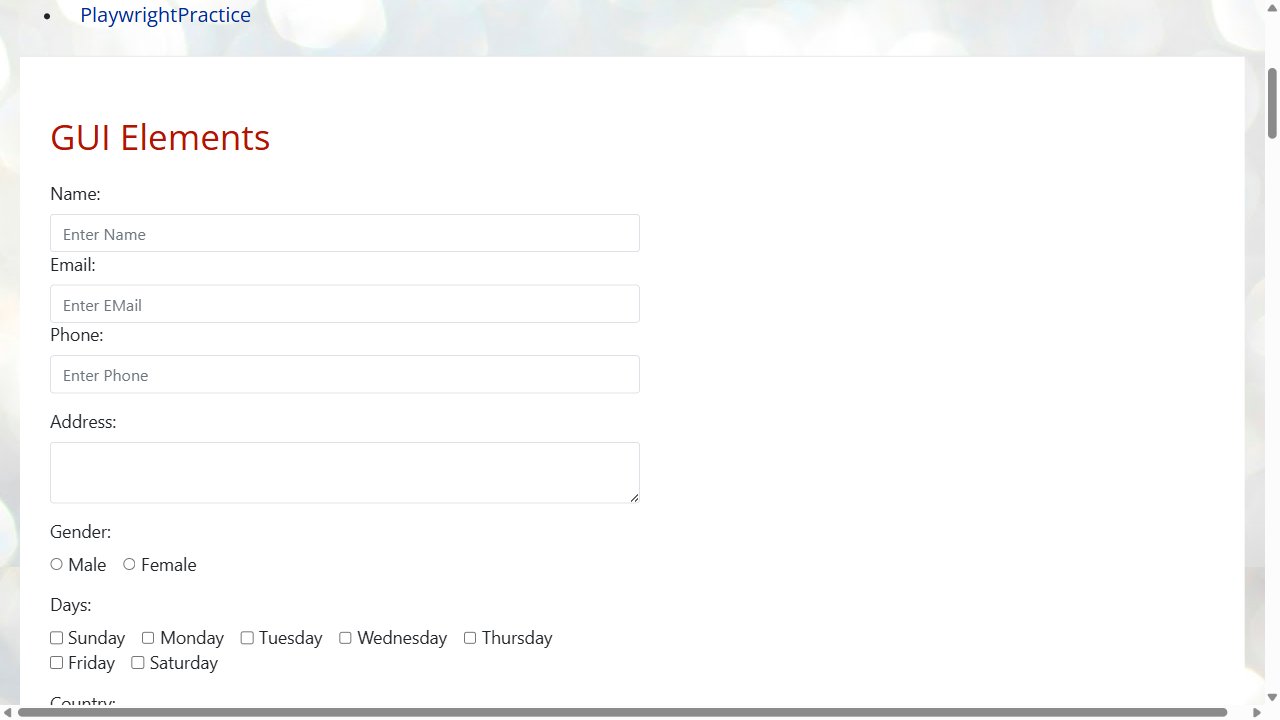 PlaywrightPractice
GUI Elements
Name:
Enter Name
Email:
Enter EMail
Phone:
Enter Phone
Address:
Gender:
Male Female
Days:
Sunday Monday Tuesday Wednesday Thursday
Friday Saturday
Country: